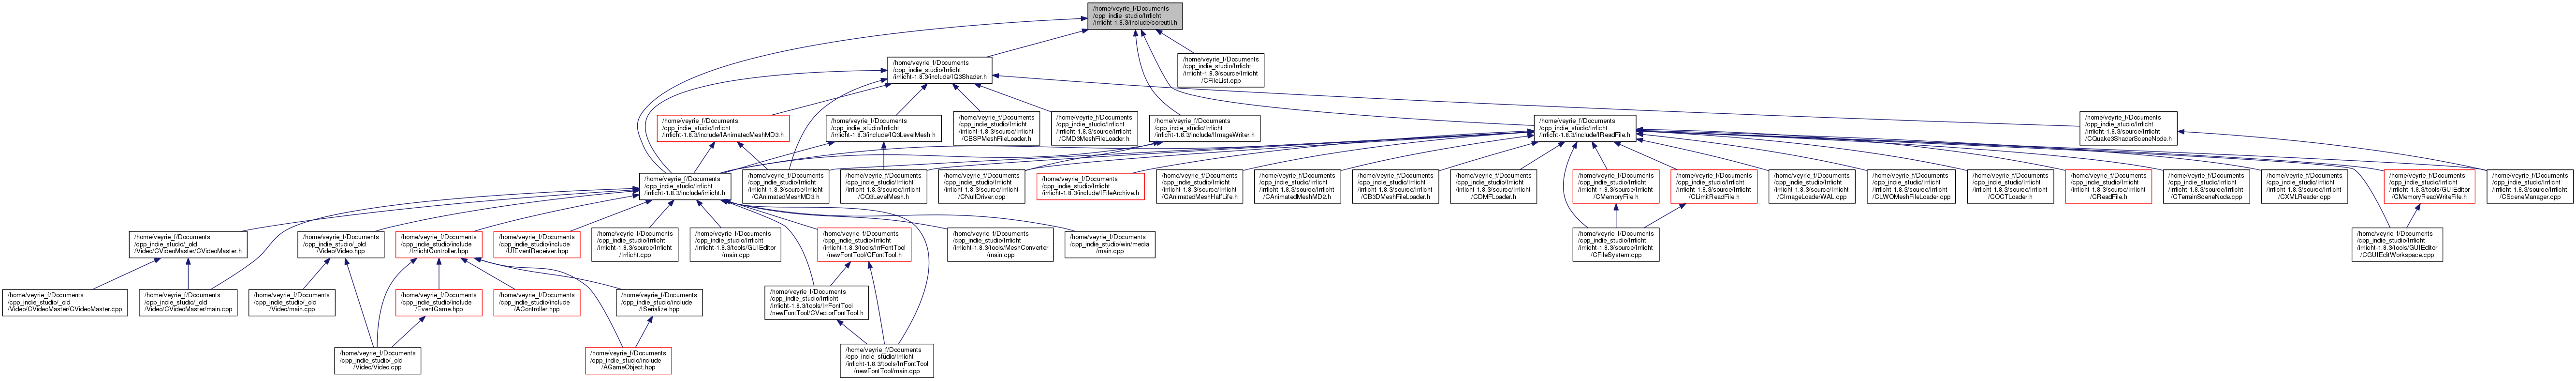 /home/veyrie_f/Documents
/cpp_indie_studio/Irrlicht
/irrlicht-1.8.3/include/coreutil.h
/home/veyrie_f/Documents
/cpp_indie_studio/Irrlicht
/irrlicht-1.8.3/include/IQ3Shader.h
/home/veyrie_f/Documents
/cpp_indie_studio/Irrlicht
/irrlicht-1.8.3/source/Irrlicht
/CFileList.cpp
/home/veyrie_f/Documents
/cpp_indie_studio/Irrlicht
/irrlicht-1.8.3/include/IAnimatedMeshMD3.h
/home/veyrie_f/Documents
/cpp_indie_studio/Irrlicht
/irrlicht-1.8.3/include/IQ3LevelMesh.h
/home/veyrie_f/Documents
/cpp_indie_studio/Irrlicht
/irrlicht-1.8.3/source/Irrlicht
/CBSPMeshFileLoader.h
/home/veyrie_f/Documents
/cpp_indie_studio/Irrlicht
/irrlicht-1.8.3/source/Irrlicht
/CMD3MeshFileLoader.h
/home/veyrie_f/Documents
/cpp_indie_studio/Irrlicht
/irrlicht-1.8.3/include/IImageWriter.h
/home/veyrie_f/Documents
/cpp_indie_studio/Irrlicht
/irrlicht-1.8.3/include/IReadFile.h
/home/veyrie_f/Documents
/cpp_indie_studio/Irrlicht
/irrlicht-1.8.3/source/Irrlicht
/CQuake3ShaderSceneNode.h
/home/veyrie_f/Documents
/cpp_indie_studio/Irrlicht
/irrlicht-1.8.3/include/irrlicht.h
/home/veyrie_f/Documents
/cpp_indie_studio/Irrlicht
/irrlicht-1.8.3/source/Irrlicht
/CAnimatedMeshMD3.h
/home/veyrie_f/Documents
/cpp_indie_studio/Irrlicht
/irrlicht-1.8.3/source/Irrlicht
/CQ3LevelMesh.h
/home/veyrie_f/Documents
/cpp_indie_studio/Irrlicht
/irrlicht-1.8.3/source/Irrlicht
/CNullDriver.cpp
/home/veyrie_f/Documents
/cpp_indie_studio/Irrlicht
/irrlicht-1.8.3/include/IFileArchive.h
/home/veyrie_f/Documents
/cpp_indie_studio/Irrlicht
/irrlicht-1.8.3/source/Irrlicht
/CAnimatedMeshHalfLife.h
/home/veyrie_f/Documents
/cpp_indie_studio/Irrlicht
/irrlicht-1.8.3/source/Irrlicht
/CAnimatedMeshMD2.h
/home/veyrie_f/Documents
/cpp_indie_studio/Irrlicht
/irrlicht-1.8.3/source/Irrlicht
/CB3DMeshFileLoader.h
/home/veyrie_f/Documents
/cpp_indie_studio/Irrlicht
/irrlicht-1.8.3/source/Irrlicht
/CDMFLoader.h
/home/veyrie_f/Documents
/cpp_indie_studio/Irrlicht
/irrlicht-1.8.3/source/Irrlicht
/CMemoryFile.h
/home/veyrie_f/Documents
/cpp_indie_studio/Irrlicht
/irrlicht-1.8.3/source/Irrlicht
/CLimitReadFile.h
/home/veyrie_f/Documents
/cpp_indie_studio/Irrlicht
/irrlicht-1.8.3/source/Irrlicht
/CImageLoaderWAL.cpp
/home/veyrie_f/Documents
/cpp_indie_studio/Irrlicht
/irrlicht-1.8.3/source/Irrlicht
/CLWOMeshFileLoader.cpp
/home/veyrie_f/Documents
/cpp_indie_studio/Irrlicht
/irrlicht-1.8.3/source/Irrlicht
/COCTLoader.h
/home/veyrie_f/Documents
/cpp_indie_studio/Irrlicht
/irrlicht-1.8.3/source/Irrlicht
/CReadFile.h
/home/veyrie_f/Documents
/cpp_indie_studio/Irrlicht
/irrlicht-1.8.3/source/Irrlicht
/CTerrainSceneNode.cpp
/home/veyrie_f/Documents
/cpp_indie_studio/Irrlicht
/irrlicht-1.8.3/source/Irrlicht
/CXMLReader.cpp
/home/veyrie_f/Documents
/cpp_indie_studio/Irrlicht
/irrlicht-1.8.3/tools/GUIEditor
/CMemoryReadWriteFile.h
/home/veyrie_f/Documents
/cpp_indie_studio/Irrlicht
/irrlicht-1.8.3/source/Irrlicht
/CSceneManager.cpp
/home/veyrie_f/Documents
/cpp_indie_studio/_old
/Video/CVideoMaster/CVideoMaster.h
/home/veyrie_f/Documents
/cpp_indie_studio/_old
/Video/Video.hpp
/home/veyrie_f/Documents
/cpp_indie_studio/include
/IrrlichtController.hpp
/home/veyrie_f/Documents
/cpp_indie_studio/include
/UIEventReceiver.hpp
/home/veyrie_f/Documents
/cpp_indie_studio/Irrlicht
/irrlicht-1.8.3/source/Irrlicht
/Irrlicht.cpp
/home/veyrie_f/Documents
/cpp_indie_studio/Irrlicht
/irrlicht-1.8.3/tools/GUIEditor
/main.cpp
/home/veyrie_f/Documents
/cpp_indie_studio/Irrlicht
/irrlicht-1.8.3/tools/IrrFontTool
/newFontTool/CFontTool.h
/home/veyrie_f/Documents
/cpp_indie_studio/Irrlicht
/irrlicht-1.8.3/tools/MeshConverter
/main.cpp
/home/veyrie_f/Documents
/cpp_indie_studio/win/media
/main.cpp
/home/veyrie_f/Documents
/cpp_indie_studio/Irrlicht
/irrlicht-1.8.3/source/Irrlicht
/CFileSystem.cpp
/home/veyrie_f/Documents
/cpp_indie_studio/Irrlicht
/irrlicht-1.8.3/tools/GUIEditor
/CGUIEditWorkspace.cpp
/home/veyrie_f/Documents
/cpp_indie_studio/_old
/Video/CVideoMaster/CVideoMaster.cpp
/home/veyrie_f/Documents
/cpp_indie_studio/_old
/Video/CVideoMaster/main.cpp
/home/veyrie_f/Documents
/cpp_indie_studio/_old
/Video/main.cpp
/home/veyrie_f/Documents
/cpp_indie_studio/include
/EventGame.hpp
/home/veyrie_f/Documents
/cpp_indie_studio/include
/AController.hpp
/home/veyrie_f/Documents
/cpp_indie_studio/include
/ISerialize.hpp
/home/veyrie_f/Documents
/cpp_indie_studio/Irrlicht
/irrlicht-1.8.3/tools/IrrFontTool
/newFontTool/CVectorFontTool.h
/home/veyrie_f/Documents
/cpp_indie_studio/_old
/Video/Video.cpp
/home/veyrie_f/Documents
/cpp_indie_studio/include
/AGameObject.hpp
/home/veyrie_f/Documents
/cpp_indie_studio/Irrlicht
/irrlicht-1.8.3/tools/IrrFontTool
/newFontTool/main.cpp